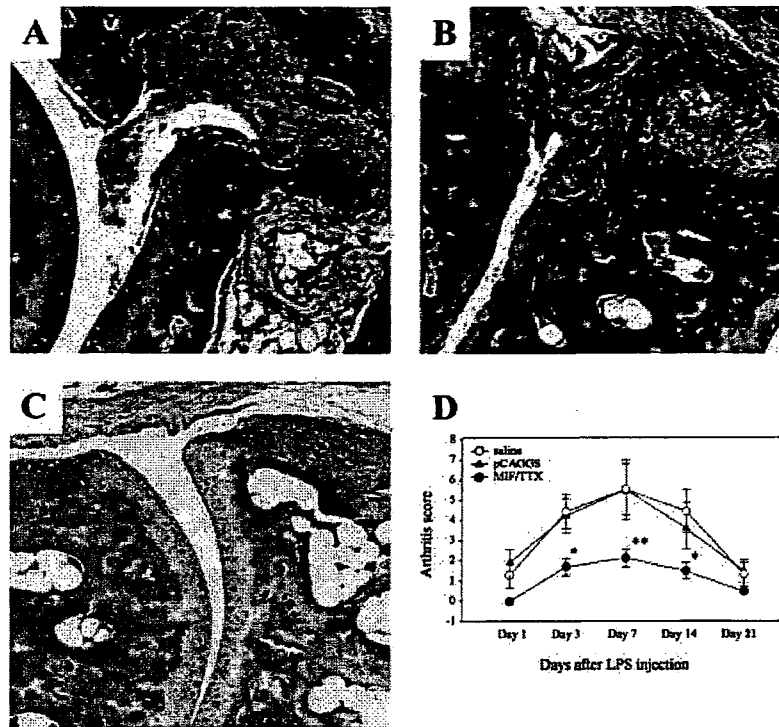 A
B
C
D
saline
pCAGGS
MIF/TTX
8
7
6
5
4
3
2
1
0
-1
Arthritis score
*
**
*
Day 1
Day 3
Day 7
Day 14
Day 21
Days after LPS injection